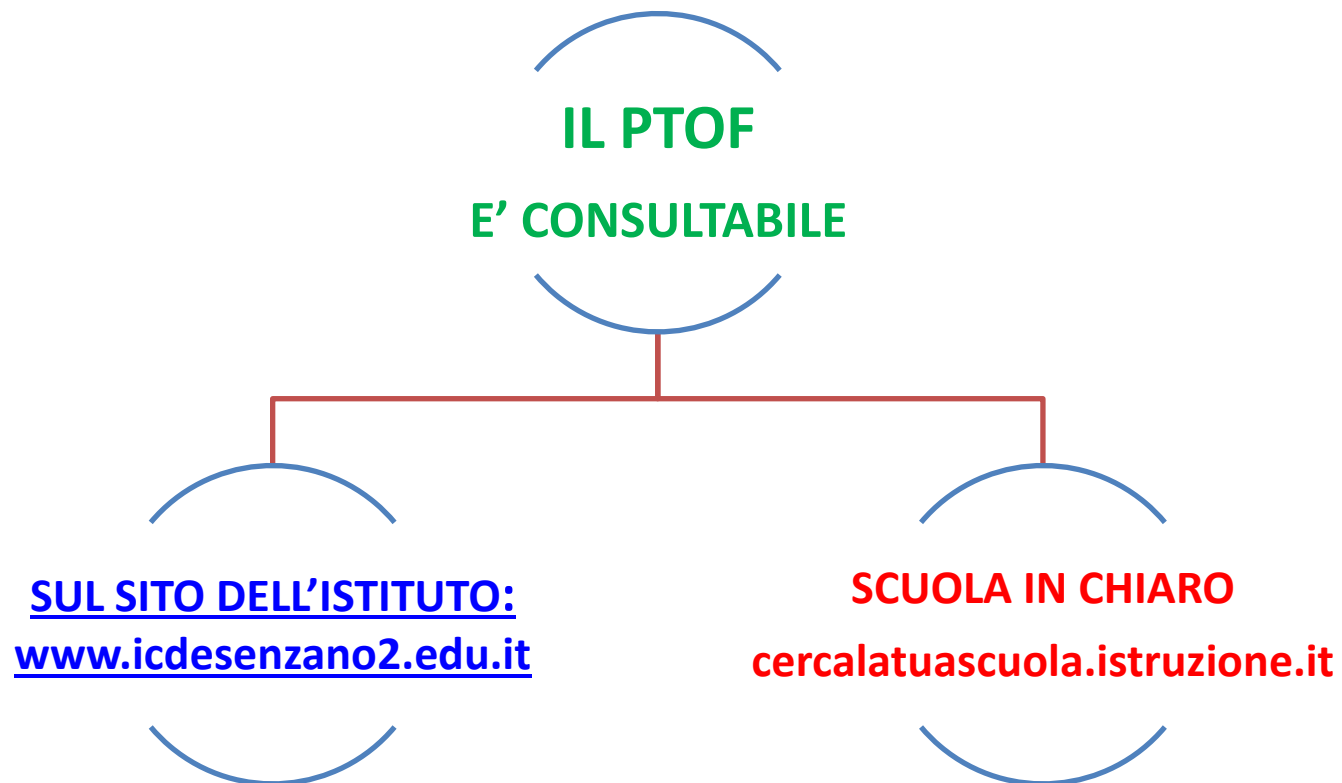 IL PTOF
E’ CONSULTABILE
SUL SITO DELL’ISTITUTO:
www.icdesenzano2.edu.it
SCUOLA IN CHIARO
cercalatuascuola.istruzione.it